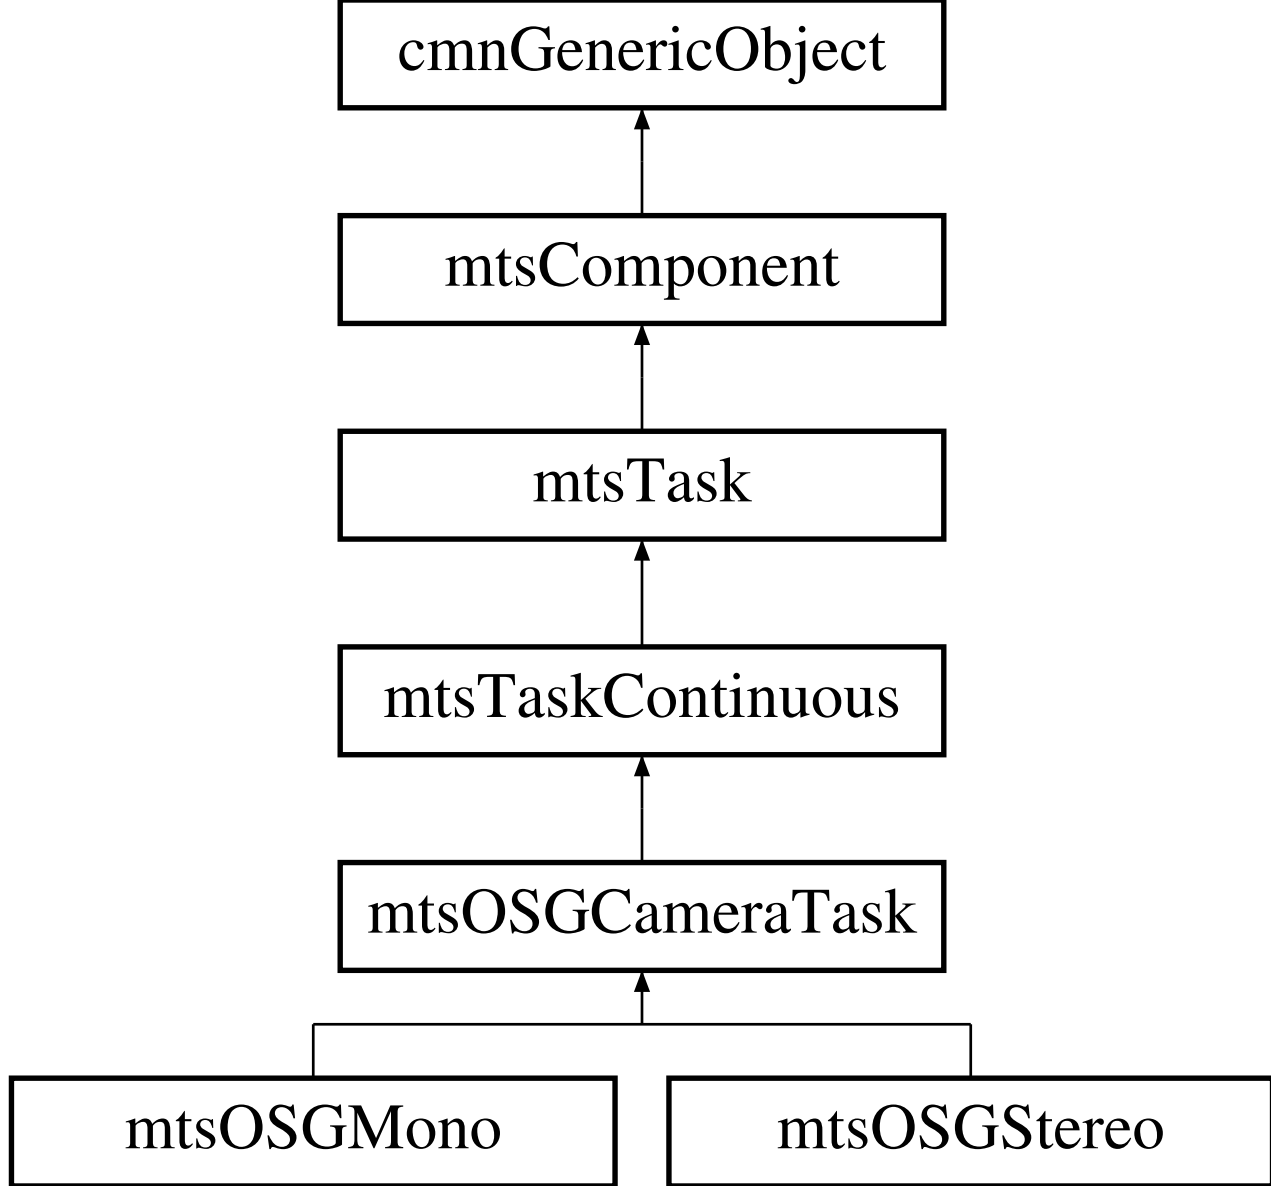 cmnGenericObject
mtsComponent
mtsTask
mtsTaskContinuous
mtsOSGCameraTask
mtsOSGMono
mtsOSGStereo